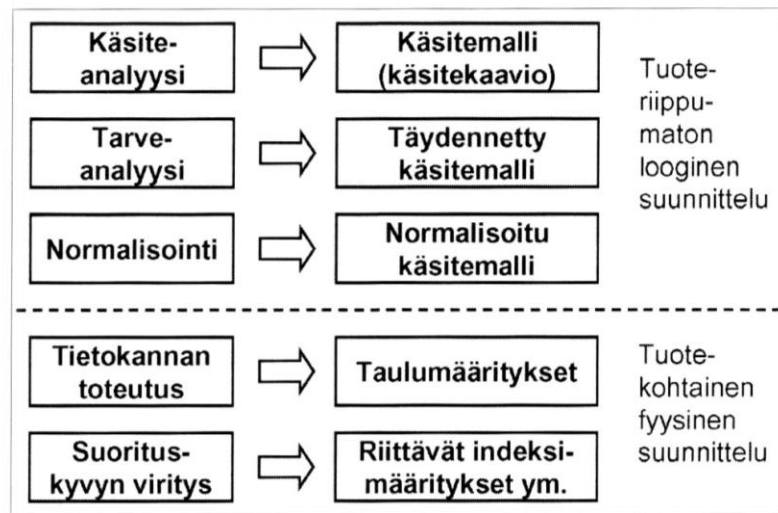 Käsite-
analyysi
Käsitemalli
(käsitekaavio)
Tarve-
analyysi
Täydennetty
käsitemalli
Normalisointi
Normalisoitu
käsitemalli
Tuote-
riippu-
maton
looginen
suunnittelu
Tietokannan
toteutus
Taulumääritykset
Suoritus-
kyvyn viritys
Riittävät indeksi-
määritykset ym.
Tuote-
kohtainen
fyysinen
suunnittelu